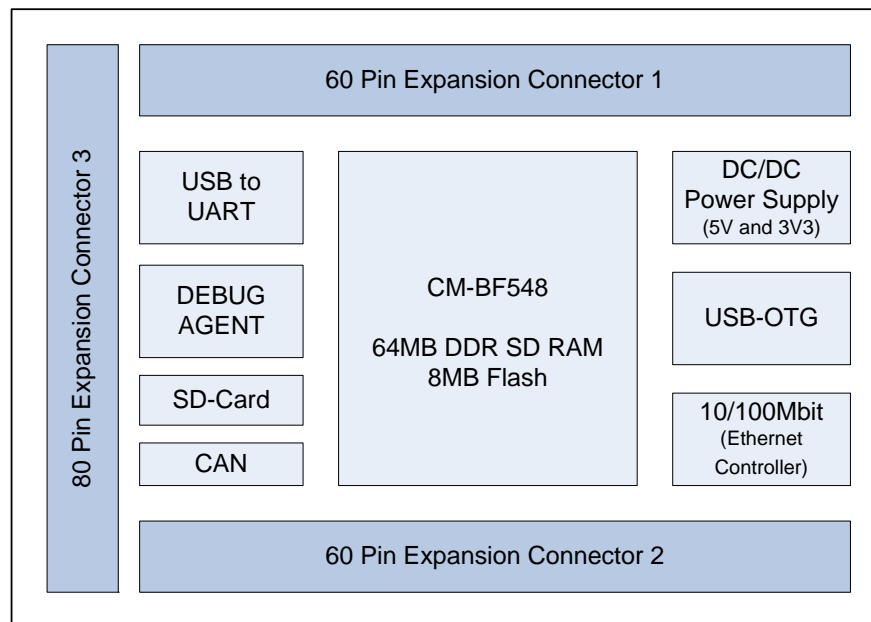 60 Pin Expansion Connector 1
80 Pin Expansion Connector 3
USB to
UART
DEBUG
AGENT
SD-Card
CAN
CM-BF548
64MB DDR SD RAM
8MB Flash
DC/DC
Power Supply
(5V and 3V3)
USB-OTG
10/100Mbit
(Ethernet
Controller)
60 Pin Expansion Connector 2